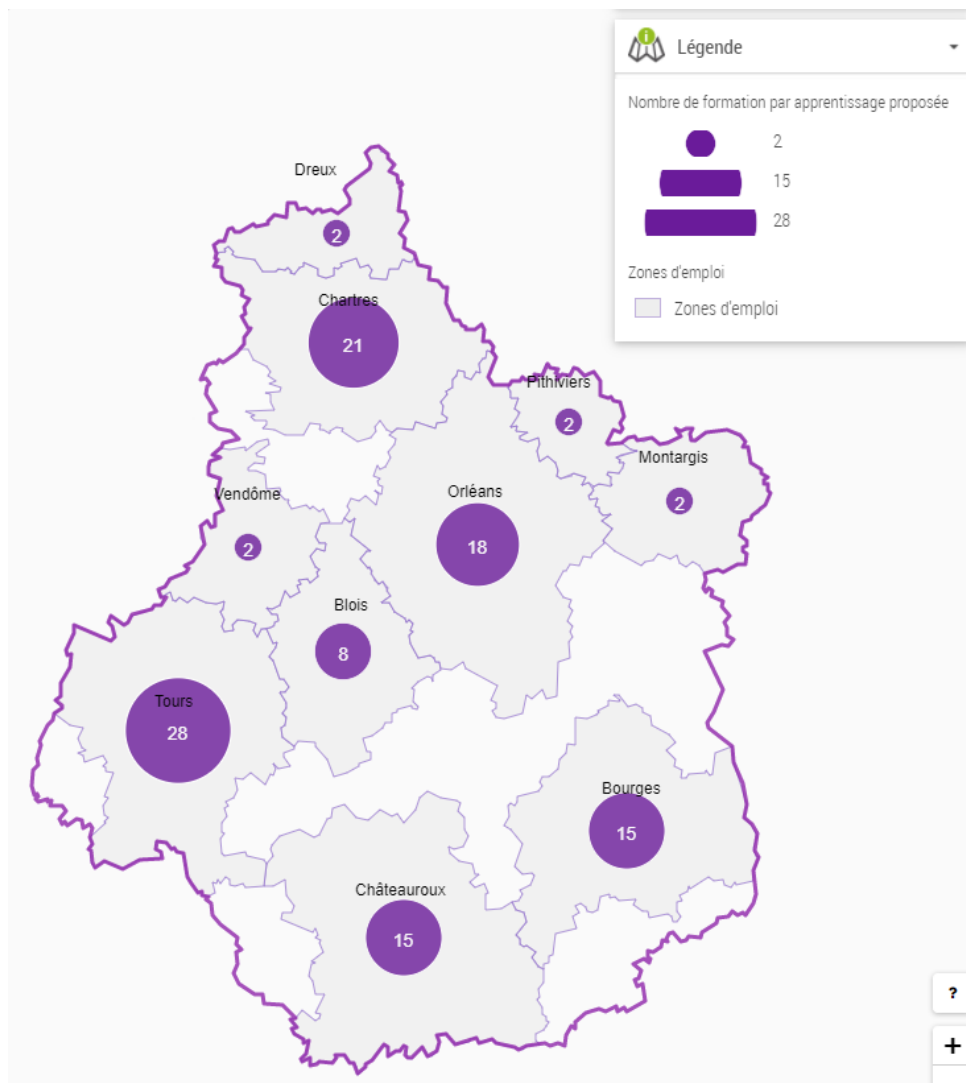 Légende
Nombre de formation par apprentissage proposée
2
15
28
Zones d'emploi
Zones d'emploi
Dreux
2
Chartres
21
Pithiviers
2
Montargis
2
Orléans
18
Vendôme
2
Blois
8
Tours
28
Bourges
15
Châteauroux
15
?
+